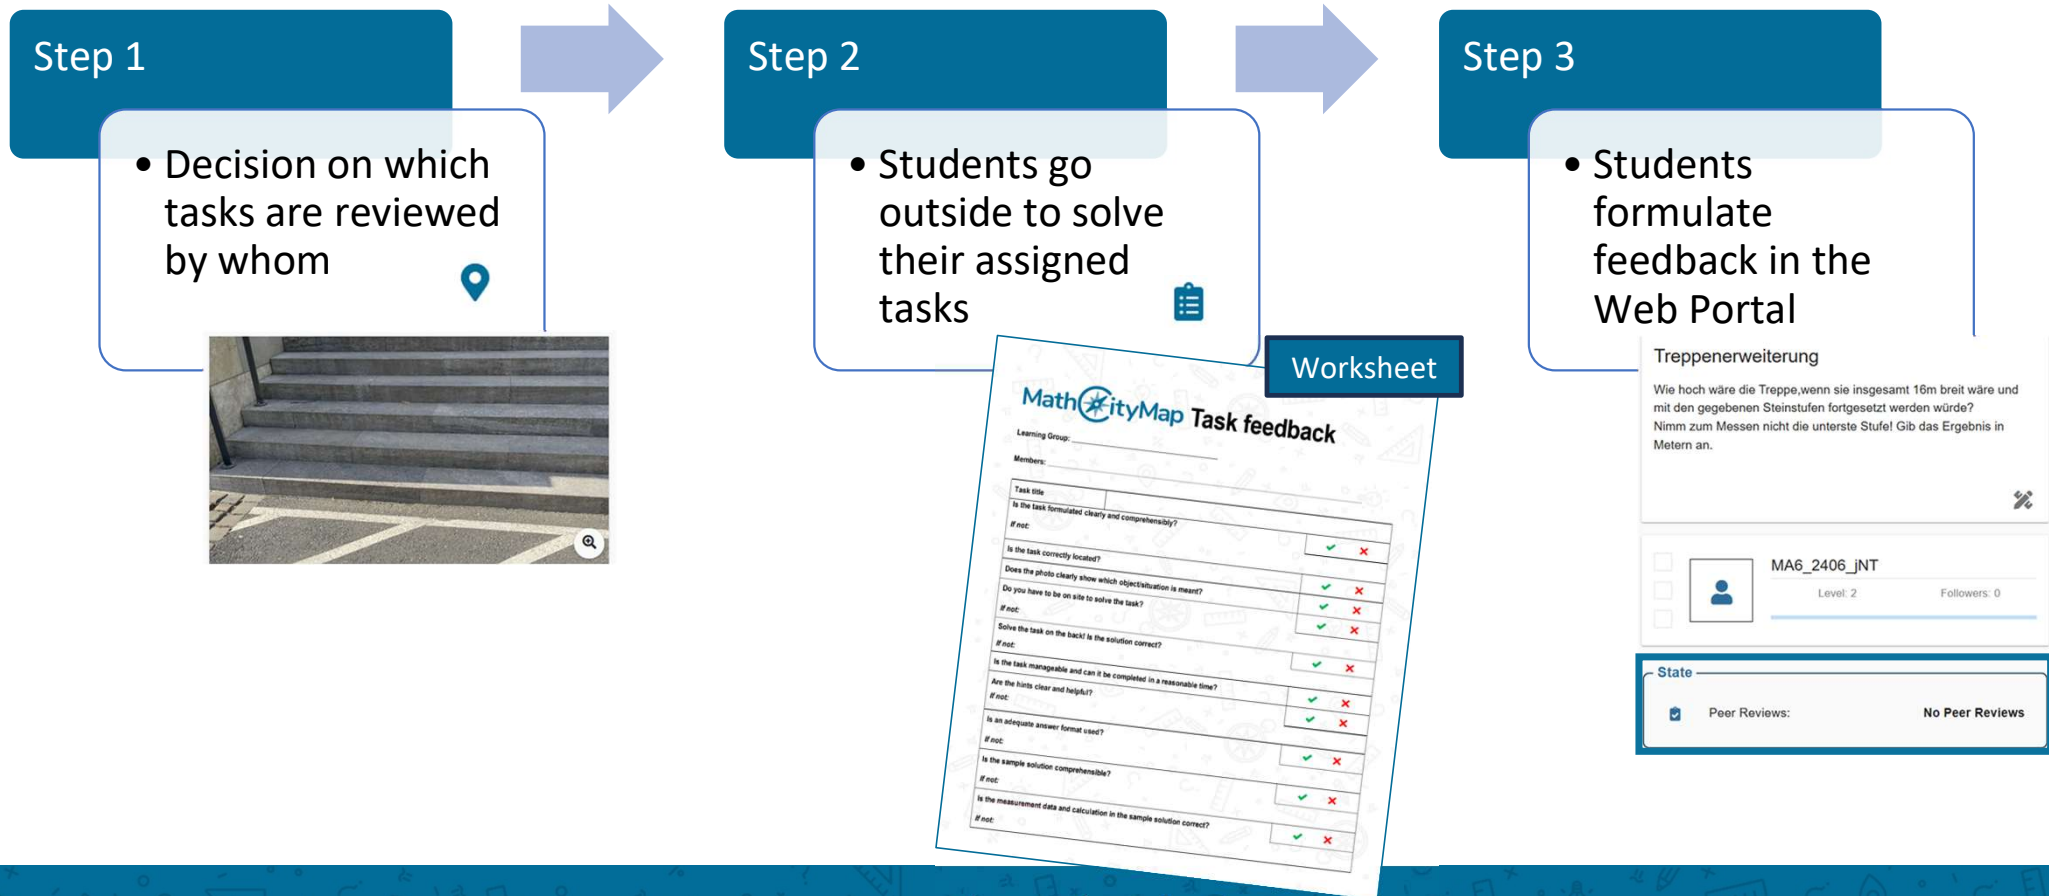 Step 1
Decision on which
tasks are reviewed
by whom
Step 2
Students go
outside to solve
their assigned
tasks
Worksheet
MathCityMap Task feedback
Learning Group:
Members:
Task title
Is the task formulated clearly and comprehensibly?
If not:
Is the task correctly located?
Does the photo clearly show which object/situation is meant?
Do you have to be on site to solve the task?
If not:
Solve the task on the back! Is the solution correct?
If not:
Is the task manageable and can it be completed in a reasonable time?
Are the hints clear and helpful?
If not:
Is an adequate answer format used?
If not:
Is the sample solution comprehensible?
If not:
Is the measurement data and calculation in the sample solution correct?
If not:
Step 3
Students
formulate
feedback in the
Web Portal
Treppenerweiterung
Wie hoch wäre die Treppe,wenn sie insgesamt 16m breit wäre und
mit den gegebenen Steinstufen fortgesetzt werden würde?
Nimm zum Messen nicht die unterste Stufe! Gib das Ergebnis in
Metern an.
MA6_2406_jNT
Level: 2 Followers: 0
State
Peer Reviews: No Peer Reviews